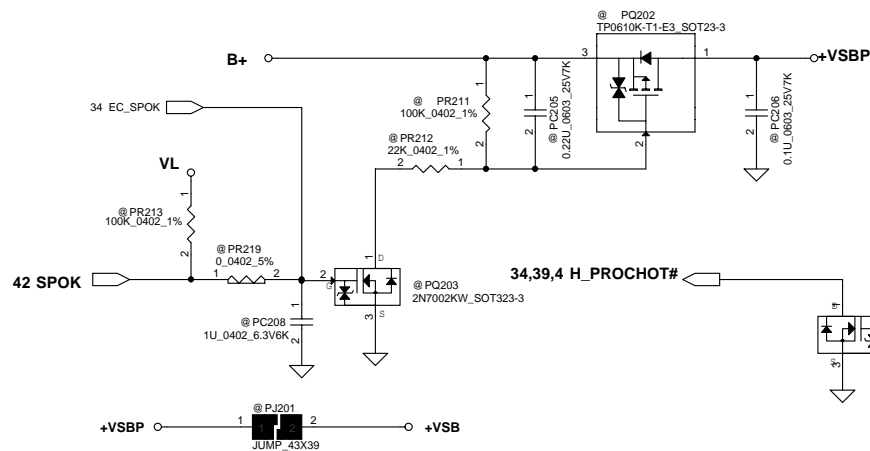 @ PQ202
TP0610K-T1-E3_SOT23-3
B+
3
1
+VSBP
2
34 EC_SPOK
1
@ PR211
100K_0402_1%
2
1
@ PC205
0.22U_0603_25V7K
2
1
@ PC206
0.1U_0603_25V7K
2
@ PR212
22K_0402_1%
2
1
VL
1
@ PR213
100K_0402_1%
2
@ PR219
0_0402_5%
42 SPOK
1
2
2
G
1
D
S
3
@ PQ203
2N7002KW_SOT323-3
34,39,4 H_PROCHOT#
1
3
1
@ PC208
1U_0402_6.3V6K
2
@ PJ201
+VSBP
1
1
2
2
+VSB
JUMP_43X39